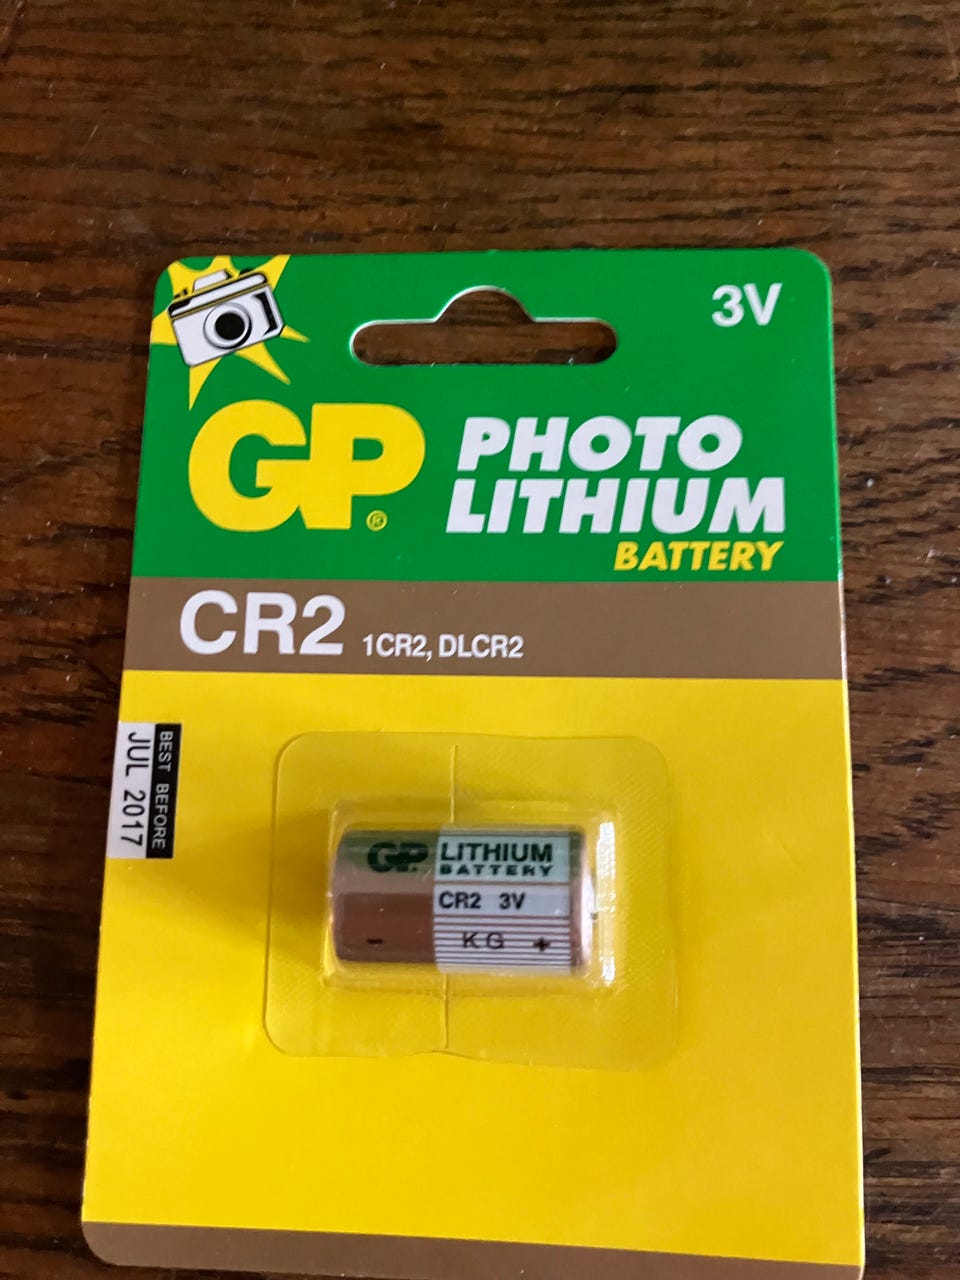 3V
GP®
PHOTO
LITHIUM
BATTERY
CR2 1CR2, DLCR2
BEST BEFORE
JUL 2017
GP LITHIUM
BATTERY
CR2 3V
KG
- +